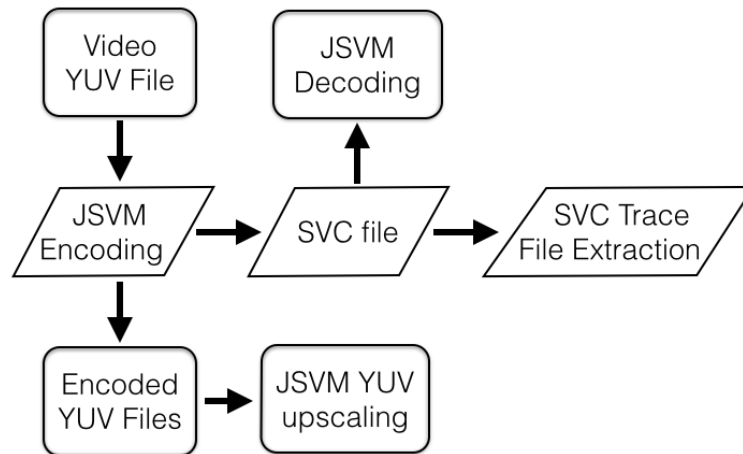 Video
YUV File
JSVM
Decoding
JSVM
Encoding
SVC file
SVC Trace
File Extraction
Encoded
YUV Files
JSVM YUV
upscaling